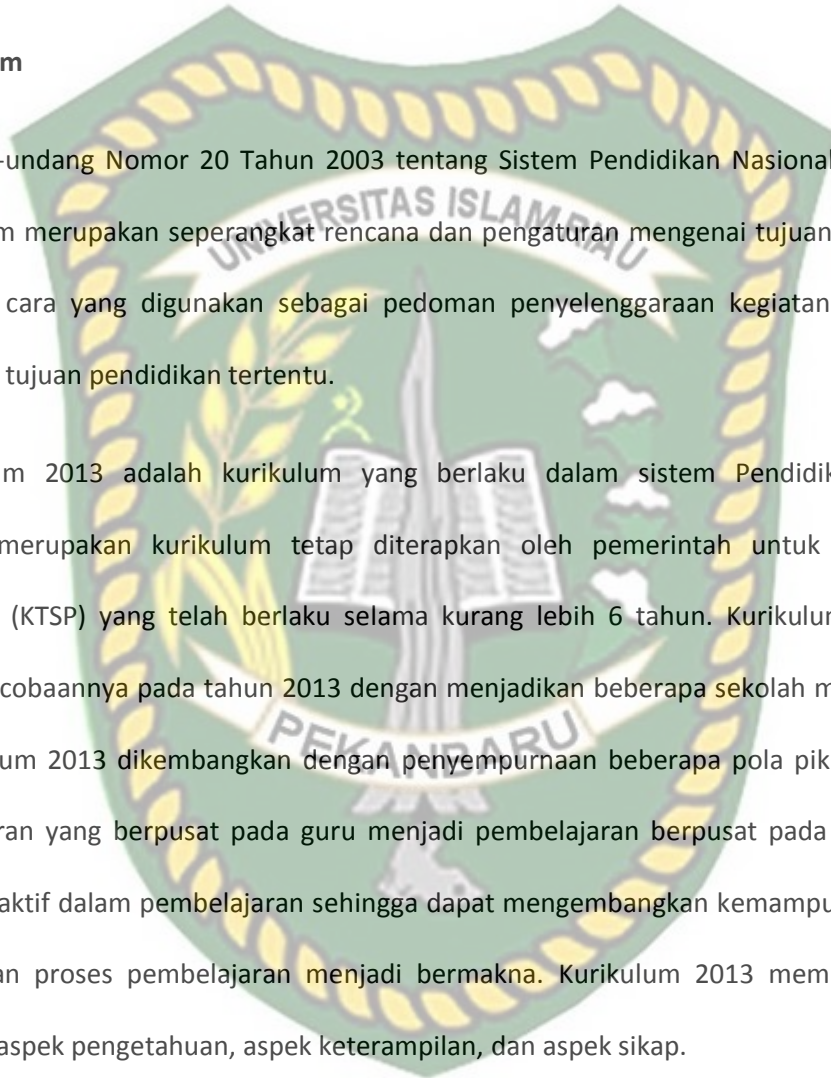 m
-undang Nomor 20 Tahun 2003 tentang Sistem Pendidikan Nasional
m merupakan seperangkat rencana dan pengaturan mengenai tujuan
UNIVERSITAS ISLAM RIAU
cara yang digunakan sebagai pedoman penyelenggaraan kegiatan
tujuan pendidikan tertentu.
m 2013 adalah kurikulum yang berlaku dalam sistem Pendidik
merupakan kurikulum tetap diterapkan oleh pemerintah untuk
(KTSP) yang telah berlaku selama kurang lebih 6 tahun. Kurikulum
cobaannya pada tahun 2013 dengan menjadikan beberapa sekolah m
PEKANBARU
um 2013 dikembangkan dengan penyempurnaan beberapa pola pik
ran yang berpusat pada guru menjadi pembelajaran berpusat pada
aktif dalam pembelajaran sehingga dapat mengembangkan kemampu
an proses pembelajaran menjadi bermakna. Kurikulum 2013 mem
aspek pengetahuan, aspek keterampilan, dan aspek sikap.